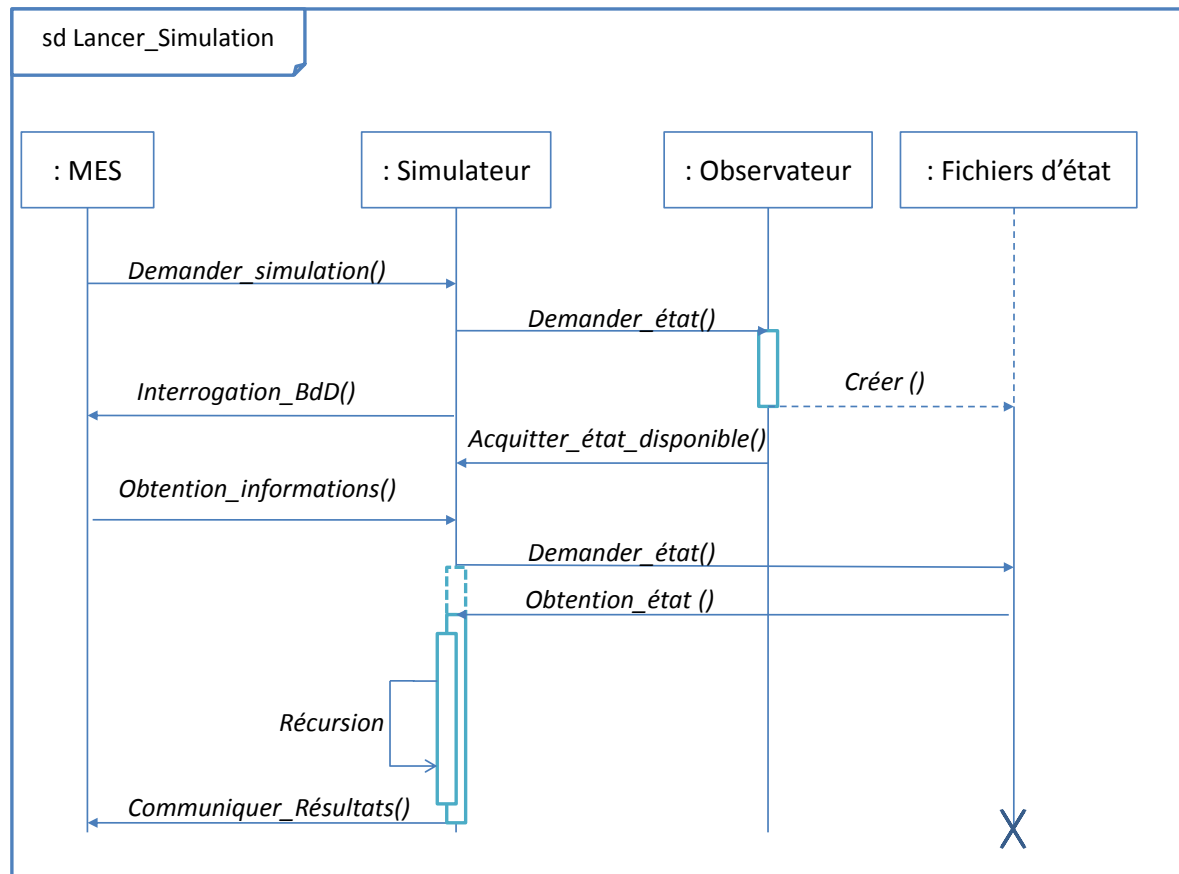 sd Lancer_Simulation
: MES
: Simulateur
: Observateur
: Fichiers d’état
Demander_simulation()
Demander_état()
Créer ()
Interrogation_BdD()
Acquitter_état_disponible()
Obtention_informations()
Demander_état()
Obtention_état ()
Récursion
Communiquer_Résultats()